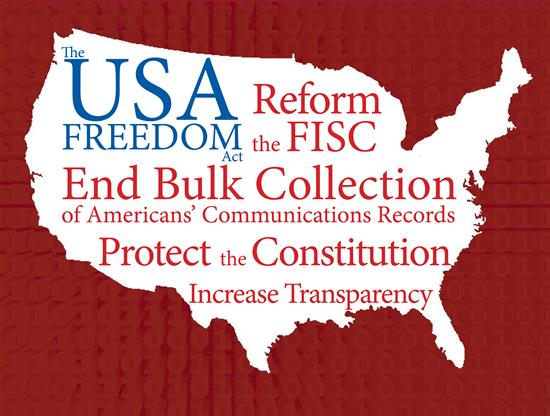 The
USA
FREEDOM
Act
Reform
the FISC
End Bulk Collection
of Americans’ Communications Records
Protect the Constitution
Increase Transparency